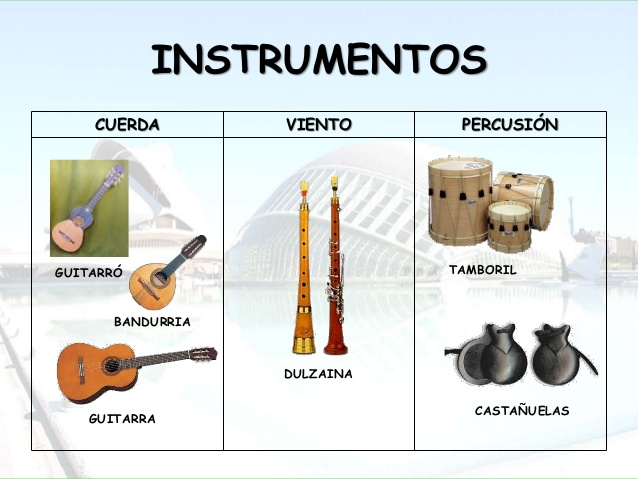 INSTRUMENTOS
CUERDA
VIENTO
PERCUSIÓN
GUITARRÓ
BANDURRIA
GUITARRA
DULZAINA
TAMBORIL
CASTAÑUELAS